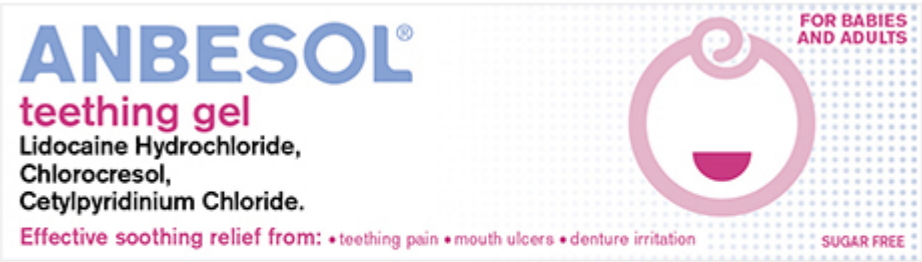 ANBESOL®
teething gel
Lidocaine Hydrochloride,
Chlorocresol,
Cetylpyridinium Chloride.
Effective soothing relief from: • teething pain • mouth ulcers • denture irritation
FOR BABIES
AND ADULTS
SUGAR FREE